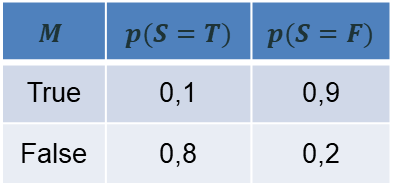 M p(S = T) p(S = F)
True 0,1 0,9
False 0,8 0,2